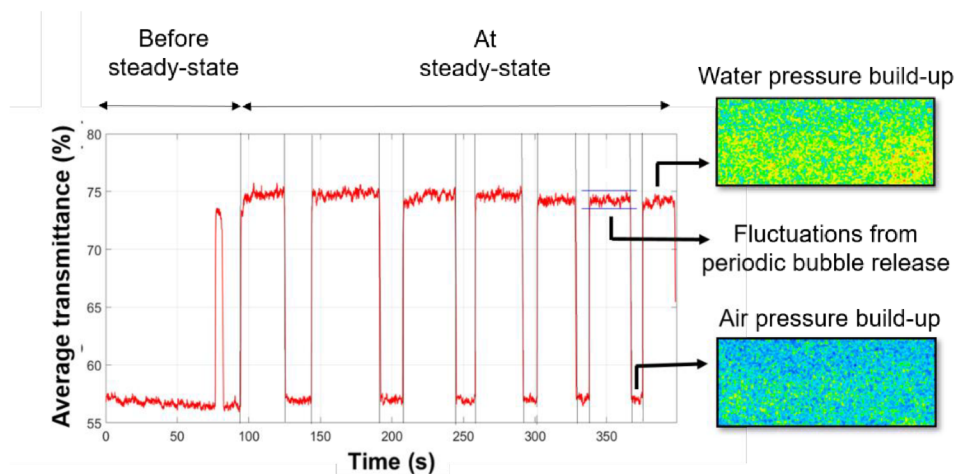 Before
steady-state
At
steady-state
Water pressure build-up
Average transmittance (%)
80
75
70
65
60
55
0
50
100
150
200
250
300
350
Time (s)
Fluctuations from
periodic bubble release
Air pressure build-up